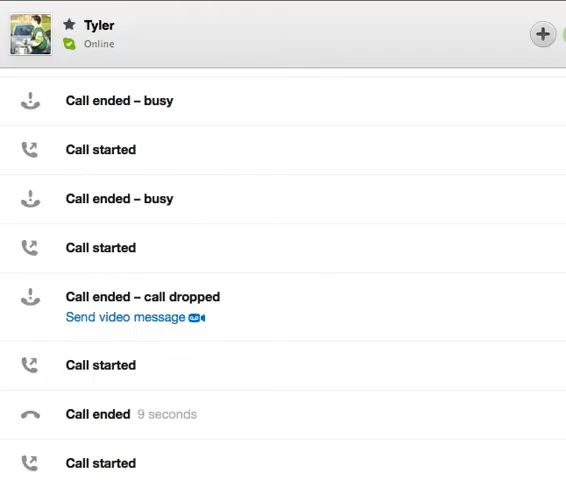 Tyler
Online
Call ended – busy
Call started
Call ended – busy
Call started
Call ended – call dropped
Send video message
Call started
Call ended 9 seconds
Call started